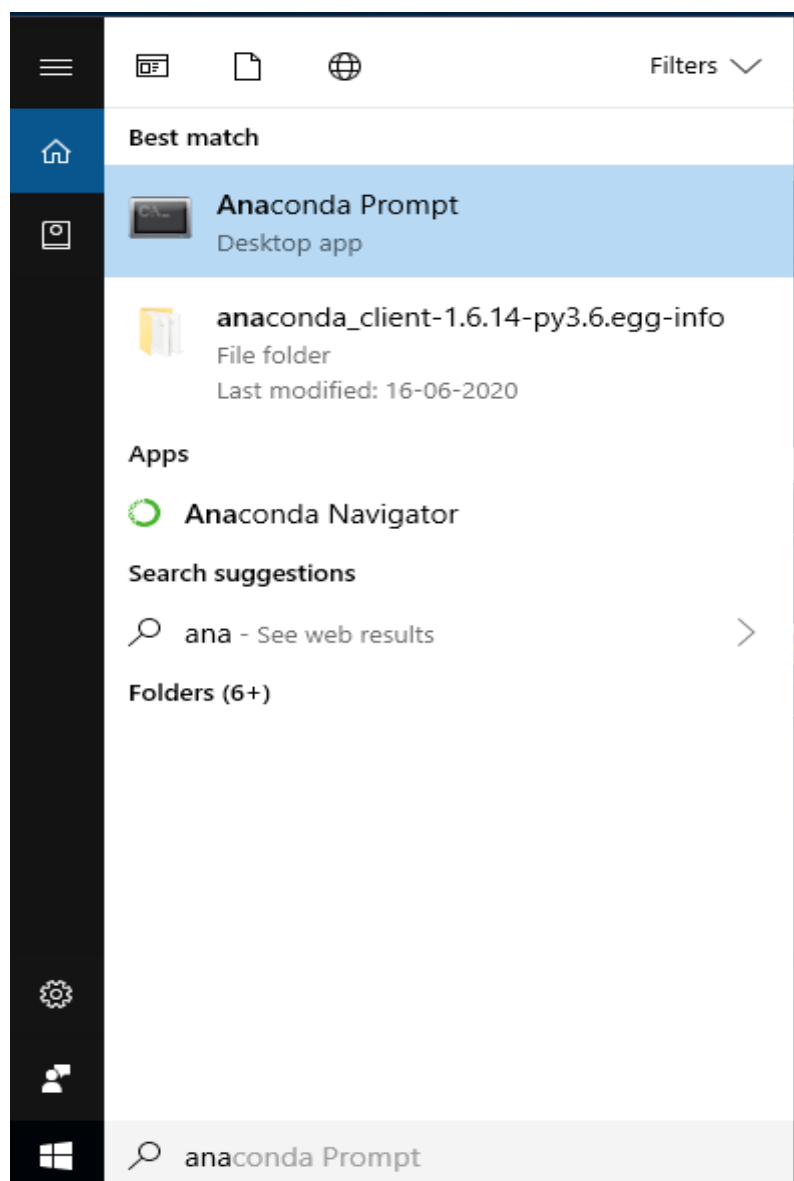 Filters
Best match
C:\_
Anaconda Prompt
Desktop app
anaconda_client-1.6.14-py3.6.egg-info
File folder
Last modified: 16-06-2020
Apps
Anaconda Navigator
Search suggestions
ana - See web results
Folders (6+)
anaconda Prompt